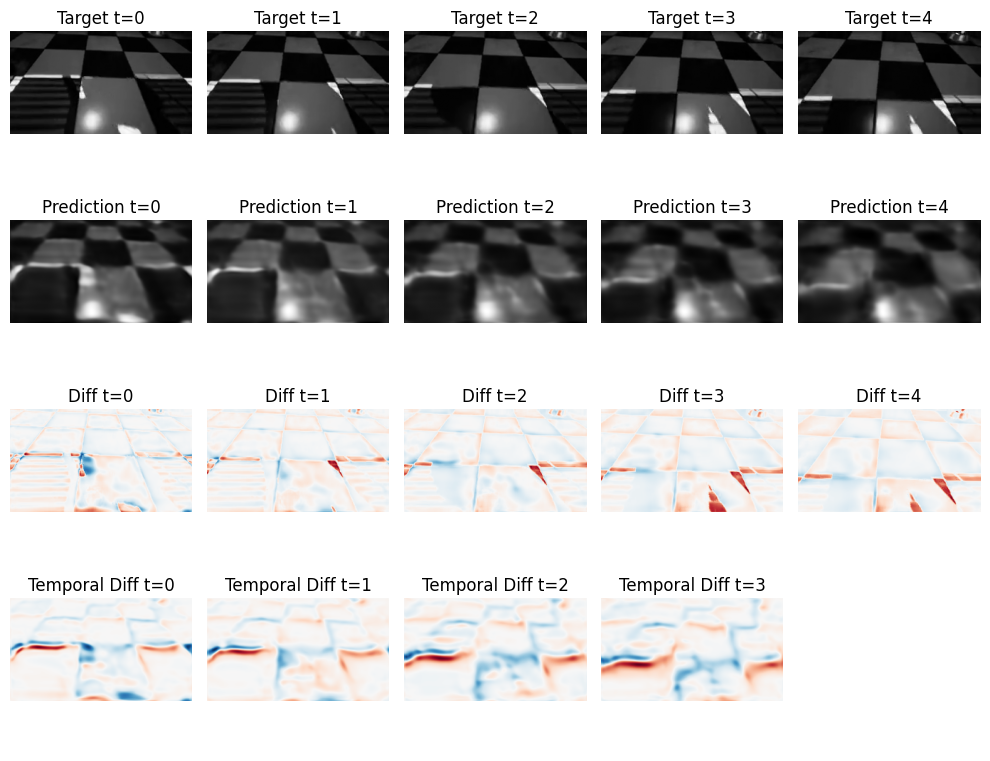 Target t=0 Target t=1 Target t=2 Target t=3 Target t=4
Prediction t=0 Prediction t=1 Prediction t=2 Prediction t=3 Prediction t=4
Diff t=0 Diff t=1 Diff t=2 Diff t=3 Diff t=4
Temporal Diff t=0 Temporal Diff t=1 Temporal Diff t=2 Temporal Diff t=3